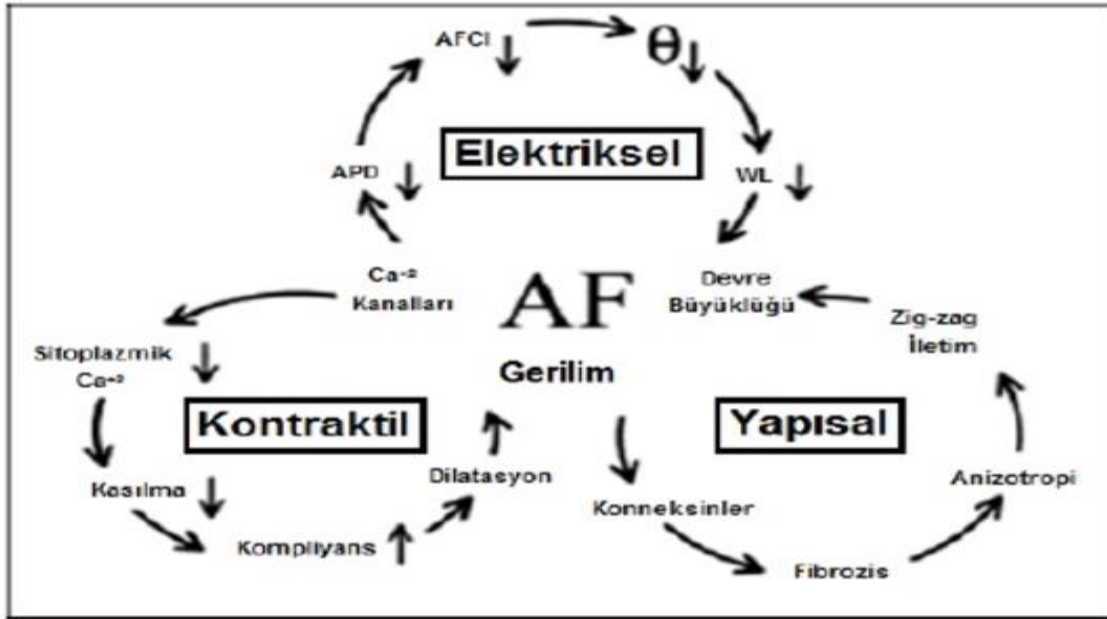 AFCI
θ
Elektriksel
APD
WL
Ca⁺²
Kanalları
AF
Devre
Büyüklüğü
Zig-zag
İletim
Sitoplazmik
Ca⁺²
Gerilim
Kontraktil
Yapısal
Dilatasyon
Anizotropi
Kasılma
Konneksinler
Kompliyans
Fibrozis